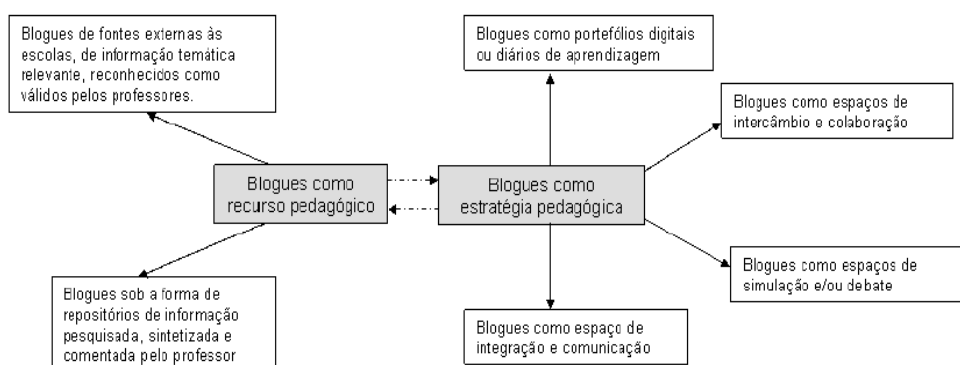 Blogues de fontes externas às
escolas, de informação temática
relevante, reconhecidos como
válidos pelos professores.
Blogues como portefólios digitais
ou diários de aprendizagem
Blogues como espaços de
intercâmbio e colaboração
Blogues como
recurso pedagógico
Blogues como
estratégia pedagógica
Blogues como espaços de
simulação e/ou debate
Blogues sob a forma de
repositórios de informação
pesquisada, sintetizada e
comentada pelo professor
Blogues como espaço de
integração e comunicação